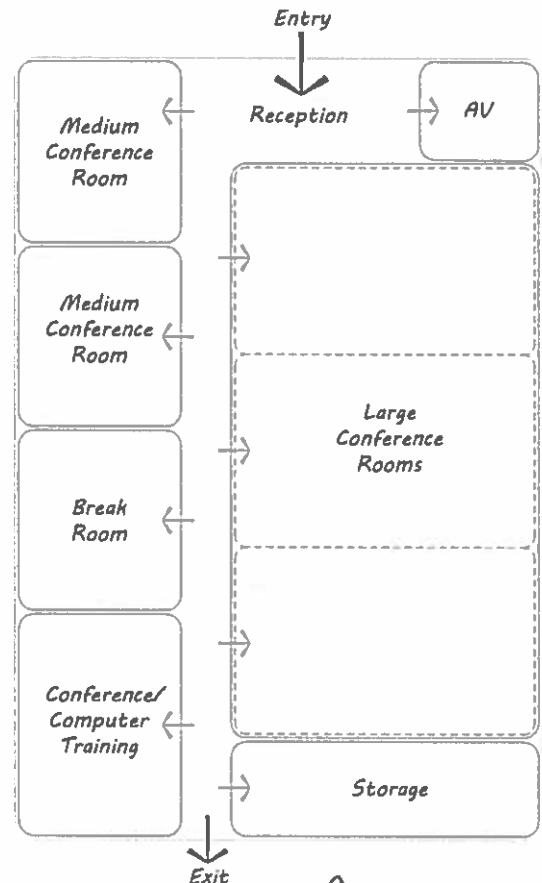 Entry
Reception
AV
Medium
Conference
Room
Medium
Conference
Room
Large
Conference
Rooms
Break
Room
Conference/
Computer
Training
Storage
Exit